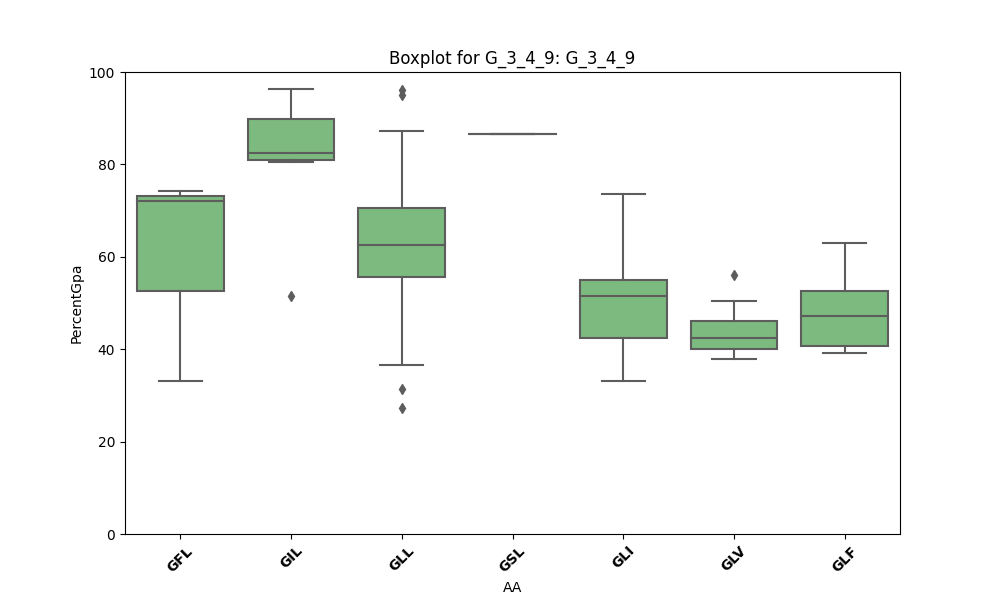 Boxplot for G_3_4_9: G_3_4_9
100
80
60
40
20
0
PercentGpa
GFL
GIL
GLL
GSL
GLI
GLV
GLF
AA